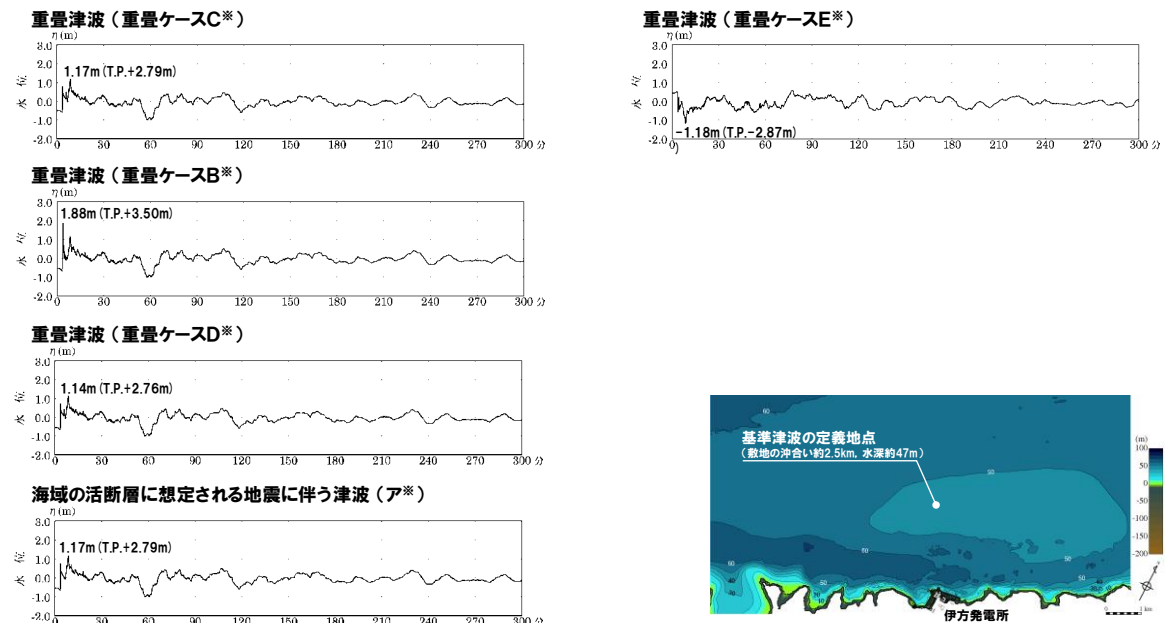 重畳津波（重畳ケースC※）
η(m)
3.0
1.17m(T.P.+2.79m)
2.0
1.0
水位
0.0
-1.0
-2.0
0 30 60 90 120 150 180 210 240 270 300 分
重畳津波（重畳ケースB※）
η(m)
3.0
1.88m(T.P.+3.50m)
2.0
1.0
水位
0.0
-1.0
-2.0
0 30 60 90 120 150 180 210 240 270 300 分
重畳津波（重畳ケースD※）
η(m)
3.0
1.14m(T.P.+2.76m)
2.0
1.0
水位
0.0
-1.0
-2.0
0 30 60 90 120 150 180 210 240 270 300 分
海域の活断層に想定される地震に伴う津波（ア※）
η(m)
3.0
1.17m(T.P.+2.79m)
2.0
1.0
水位
0.0
-1.0
-2.0
0 30 60 90 120 150 180 210 240 270 300 分
重畳津波（重畳ケースE※）
η(m)
3.0
2.0
1.0
水位
0.0
-1.0
-1.18m(T.P.-2.87m)
-2.0
0 30 60 90 120 150 180 210 240 270 300 分
基準津波の定義地点
（敷地の沖合い約2.5km, 水深約47m）
60
50
60
50
60
50
伊方発電所
(m)
100
50
0
-50
-100
-150
-200